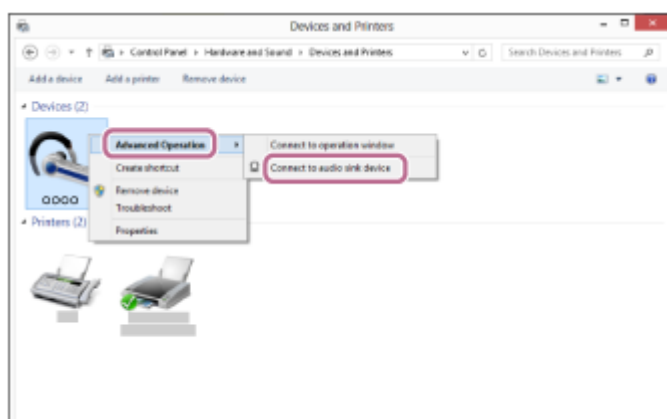 Devices and Printers
Control Panel › Hardware and Sound › Devices and Printers
Search Devices and Printers
Add a device Add a printer Remove device
Devices (2)
Advanced Operation
Connect to operation window
Create shortcut
Connect to audio sink device
Remove device
Troubleshoot
OOOO
Printers (2)
Properties